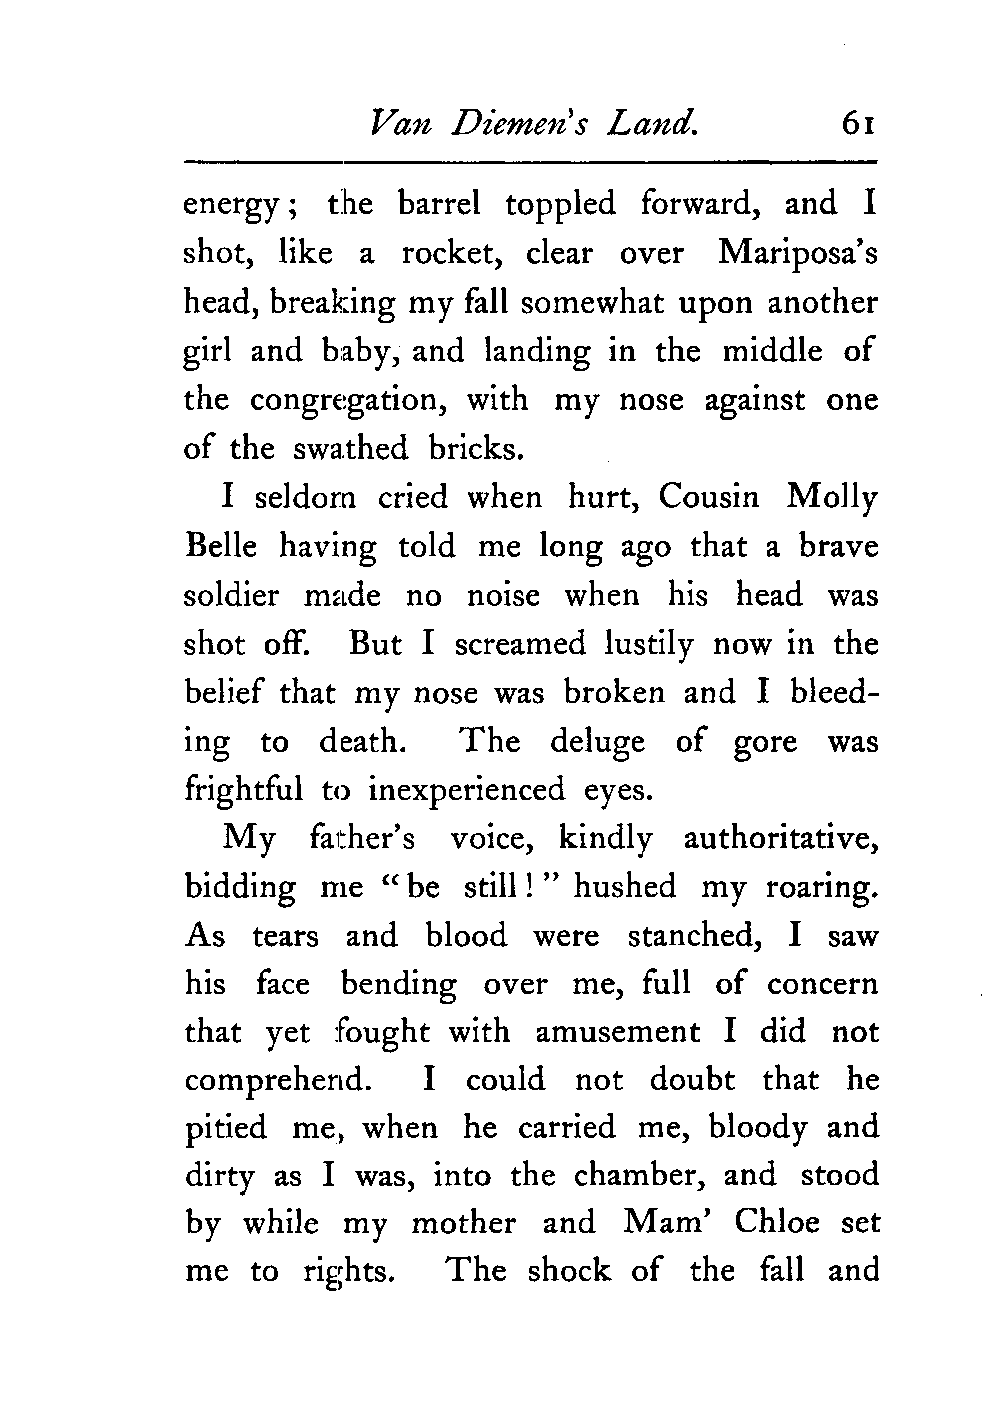 Van Diemen's Land. 61
energy; the barrel toppled forward, and I
shot, like a rocket, clear over Mariposa's
head, breaking my fall somewhat upon another
girl and baby, and landing in the middle of
the congregation, with my nose against one
of the swathed bricks.
I seldom cried when hurt, Cousin Molly
Belle having told me long ago that a brave
soldier made no noise when his head was
shot off. But I screamed lustily now in the
belief that my nose was broken and I bleed-
ing to death. The deluge of gore was
frightful to inexperienced eyes.
My father's voice, kindly authoritative,
bidding me "be still!" hushed my roaring.
As tears and blood were stanched, I saw
his face bending over me, full of concern
that yet fought with amusement I did not
comprehend. I could not doubt that he
pitied me, when he carried me, bloody and
dirty as I was, into the chamber, and stood
by while my mother and Mam' Chloe set
me to rights. The shock of the fall and